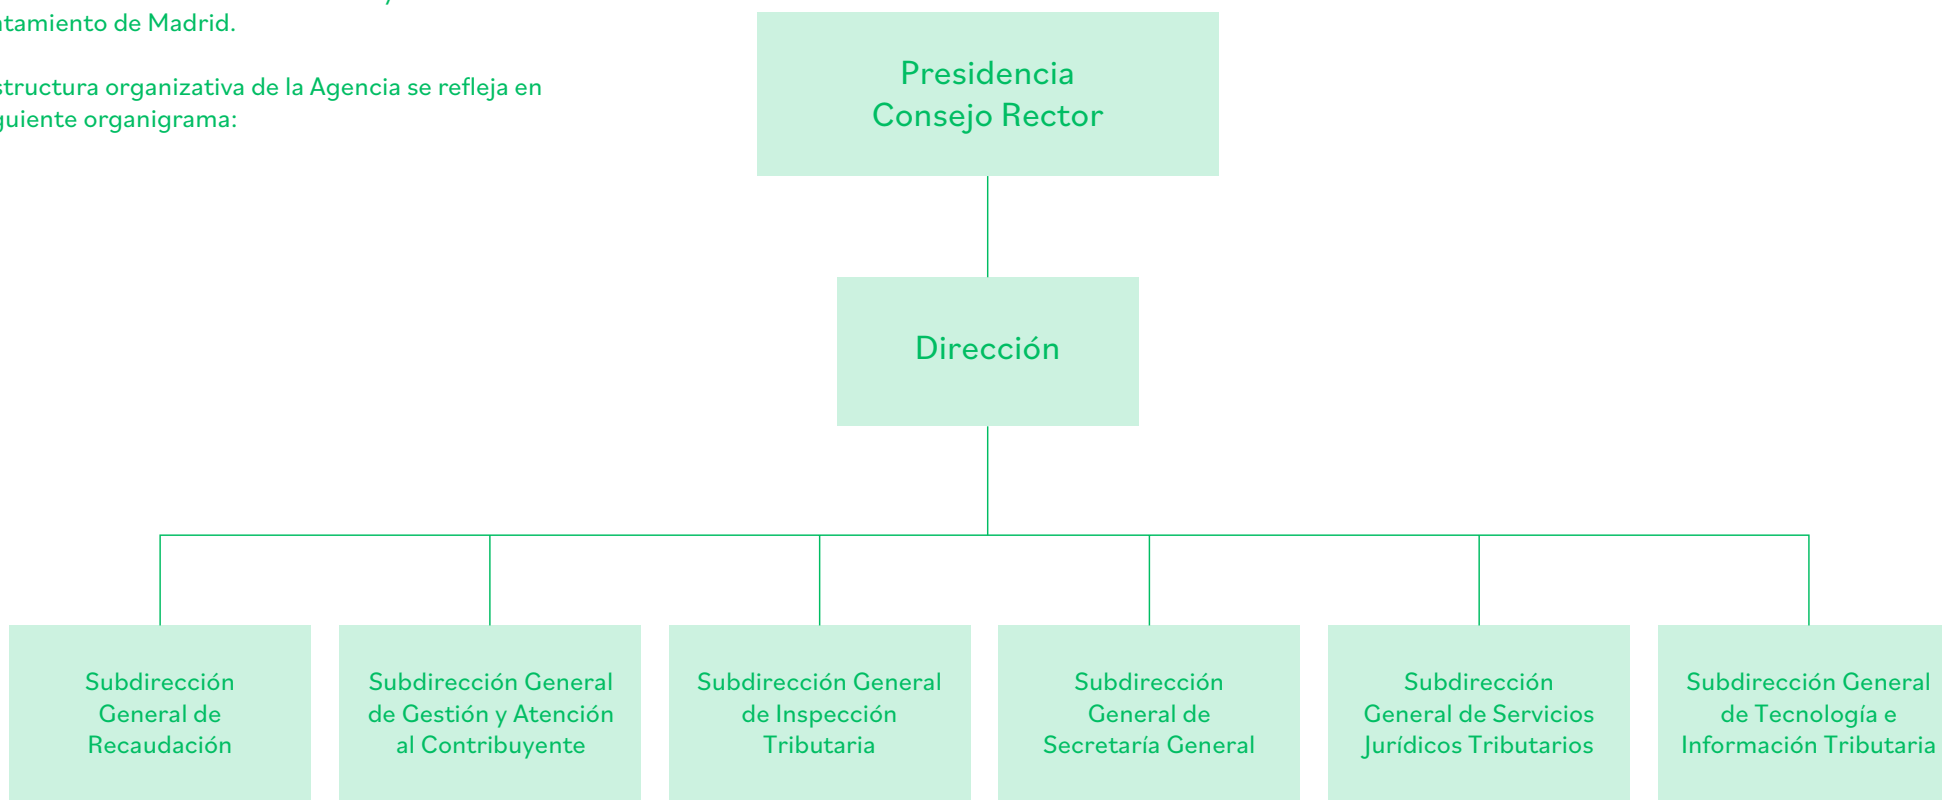 ntamiento de Madrid.
structura organizativa de la Agencia se refleja en
guiente organigrama:
Presidencia
Consejo Rector
Dirección
Subdirección
General de
Recaudación
Subdirección General
de Gestión y Atención
al Contribuyente
Subdirección General
de Inspección
Tributaria
Subdirección
General de
Secretaría General
Subdirección
General de Servicios
Jurídicos Tributarios
Subdirección General
de Tecnología e
Información Tributaria